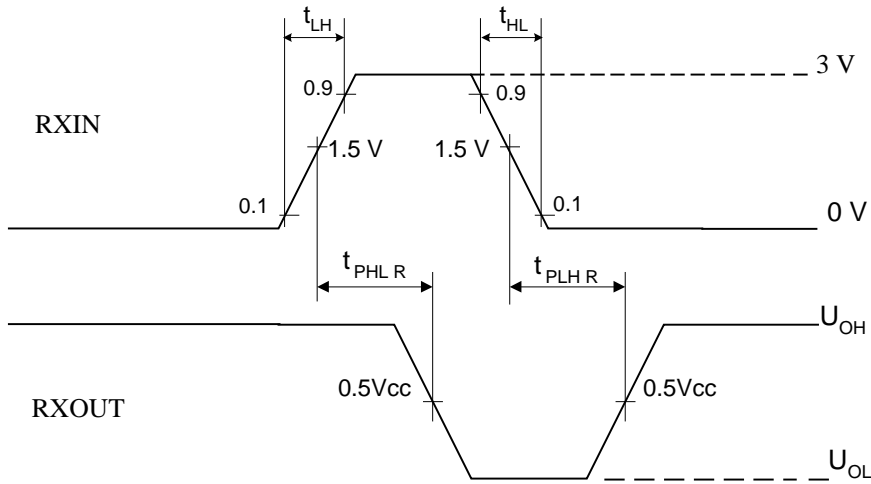 tLH tHL
3 V
0.9 0.9
RXIN
1.5 V 1.5 V
0.1 0.1
0 V
tPHL R tPLH R
UOH
0.5Vcc 0.5Vcc
RXOUT
UOL